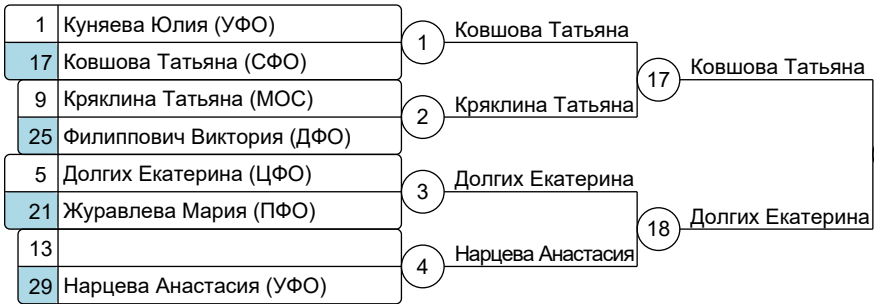 1 Куняева Юлия (УФО)
17 Ковшова Татьяна (СФО)
9 Кряклина Татьяна (МОС)
25 Филиппович Виктория (ДФО)
5 Долгих Екатерина (ЦФО)
21 Журавлева Мария (ПФО)
13
29 Нарцева Анастасия (УФО)
1 Ковшова Татьяна
2 Кряклина Татьяна
3 Долгих Екатерина
4 Нарцева Анастасия
17 Ковшова Татьяна
18 Долгих Екатерина